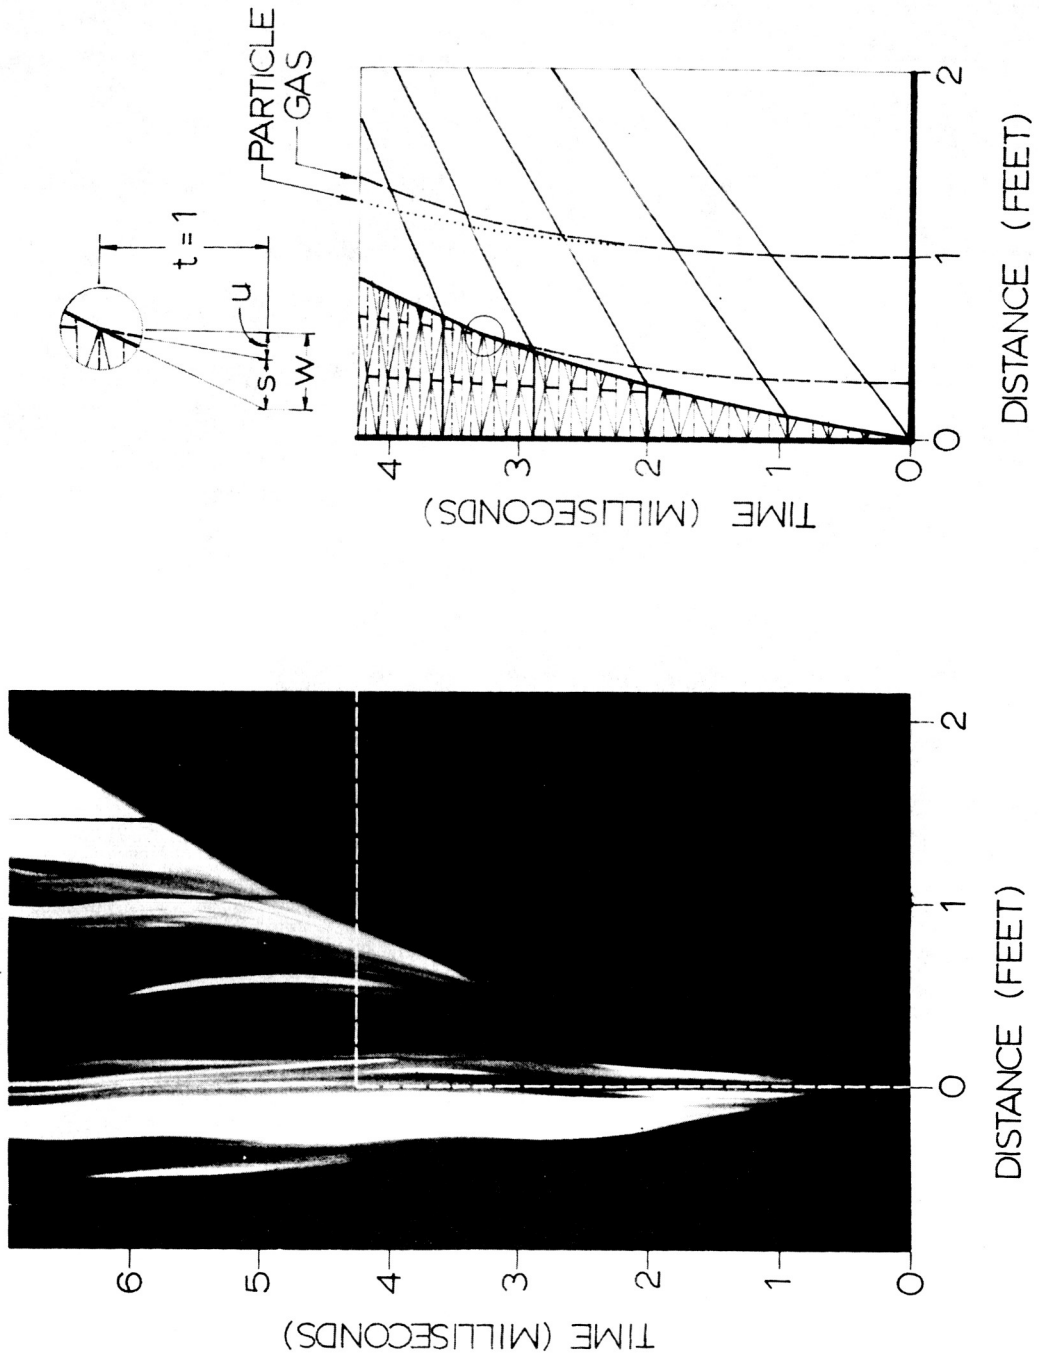 PARTICLE
GAS
t = 1
u
s
w
4
3
2
1
0
TIME (MILLISECONDS)
0
1
2
DISTANCE (FEET)
6
5
4
3
2
1
0
TIME (MILLISECONDS)
0
1
2
DISTANCE (FEET)